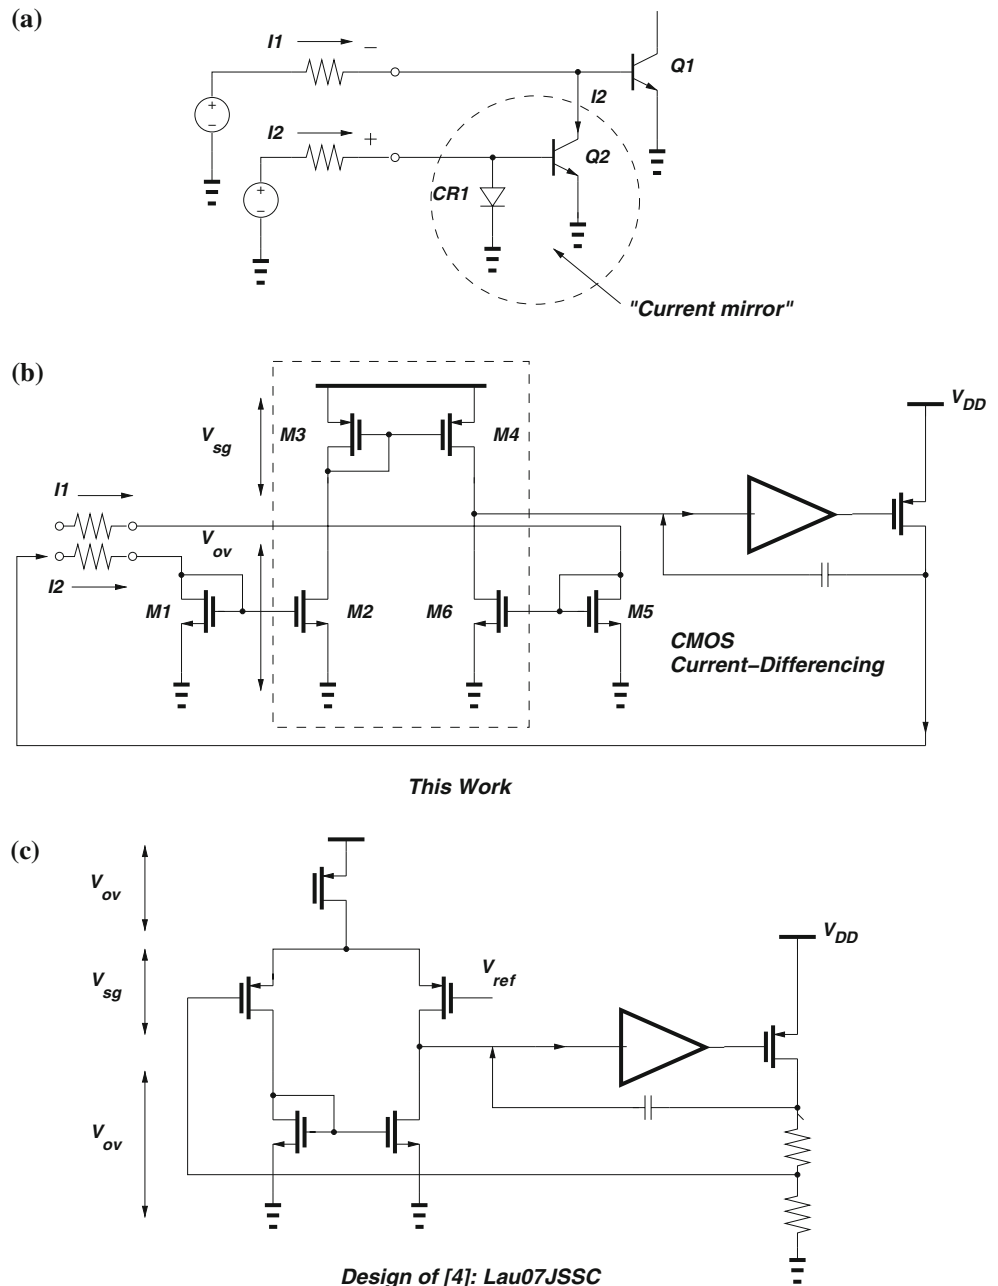 (a)
I1
−
Q1
I2
I2
+
Q2
CR1
"Current mirror"
(b)
V_DD
M3
M4
V_sg
I1
V_ov
I2
M1
M2
M6
M5
CMOS
Current−Differencing
This Work
(c)
V_ov
V_DD
V_sg
V_ref
V_ov
Design of [4]: Lau07JSSC